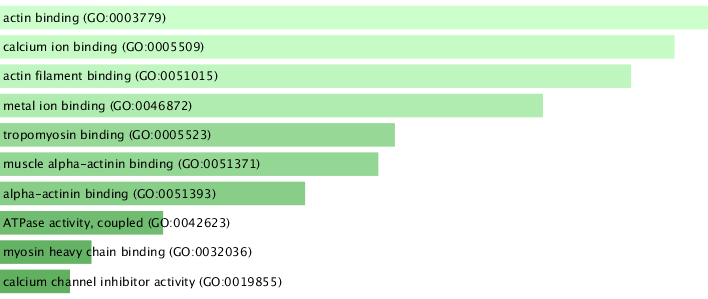 actin binding (GO:0003779)
calcium ion binding (GO:0005509)
actin filament binding (GO:0051015)
metal ion binding (GO:0046872)
tropomyosin binding (GO:0005523)
muscle alpha-actinin binding (GO:0051371)
alpha-actinin binding (GO:0051393)
ATPase activity, coupled (GO:0042623)
myosin heavy chain binding (GO:0032036)
calcium channel inhibitor activity (GO:0019855)